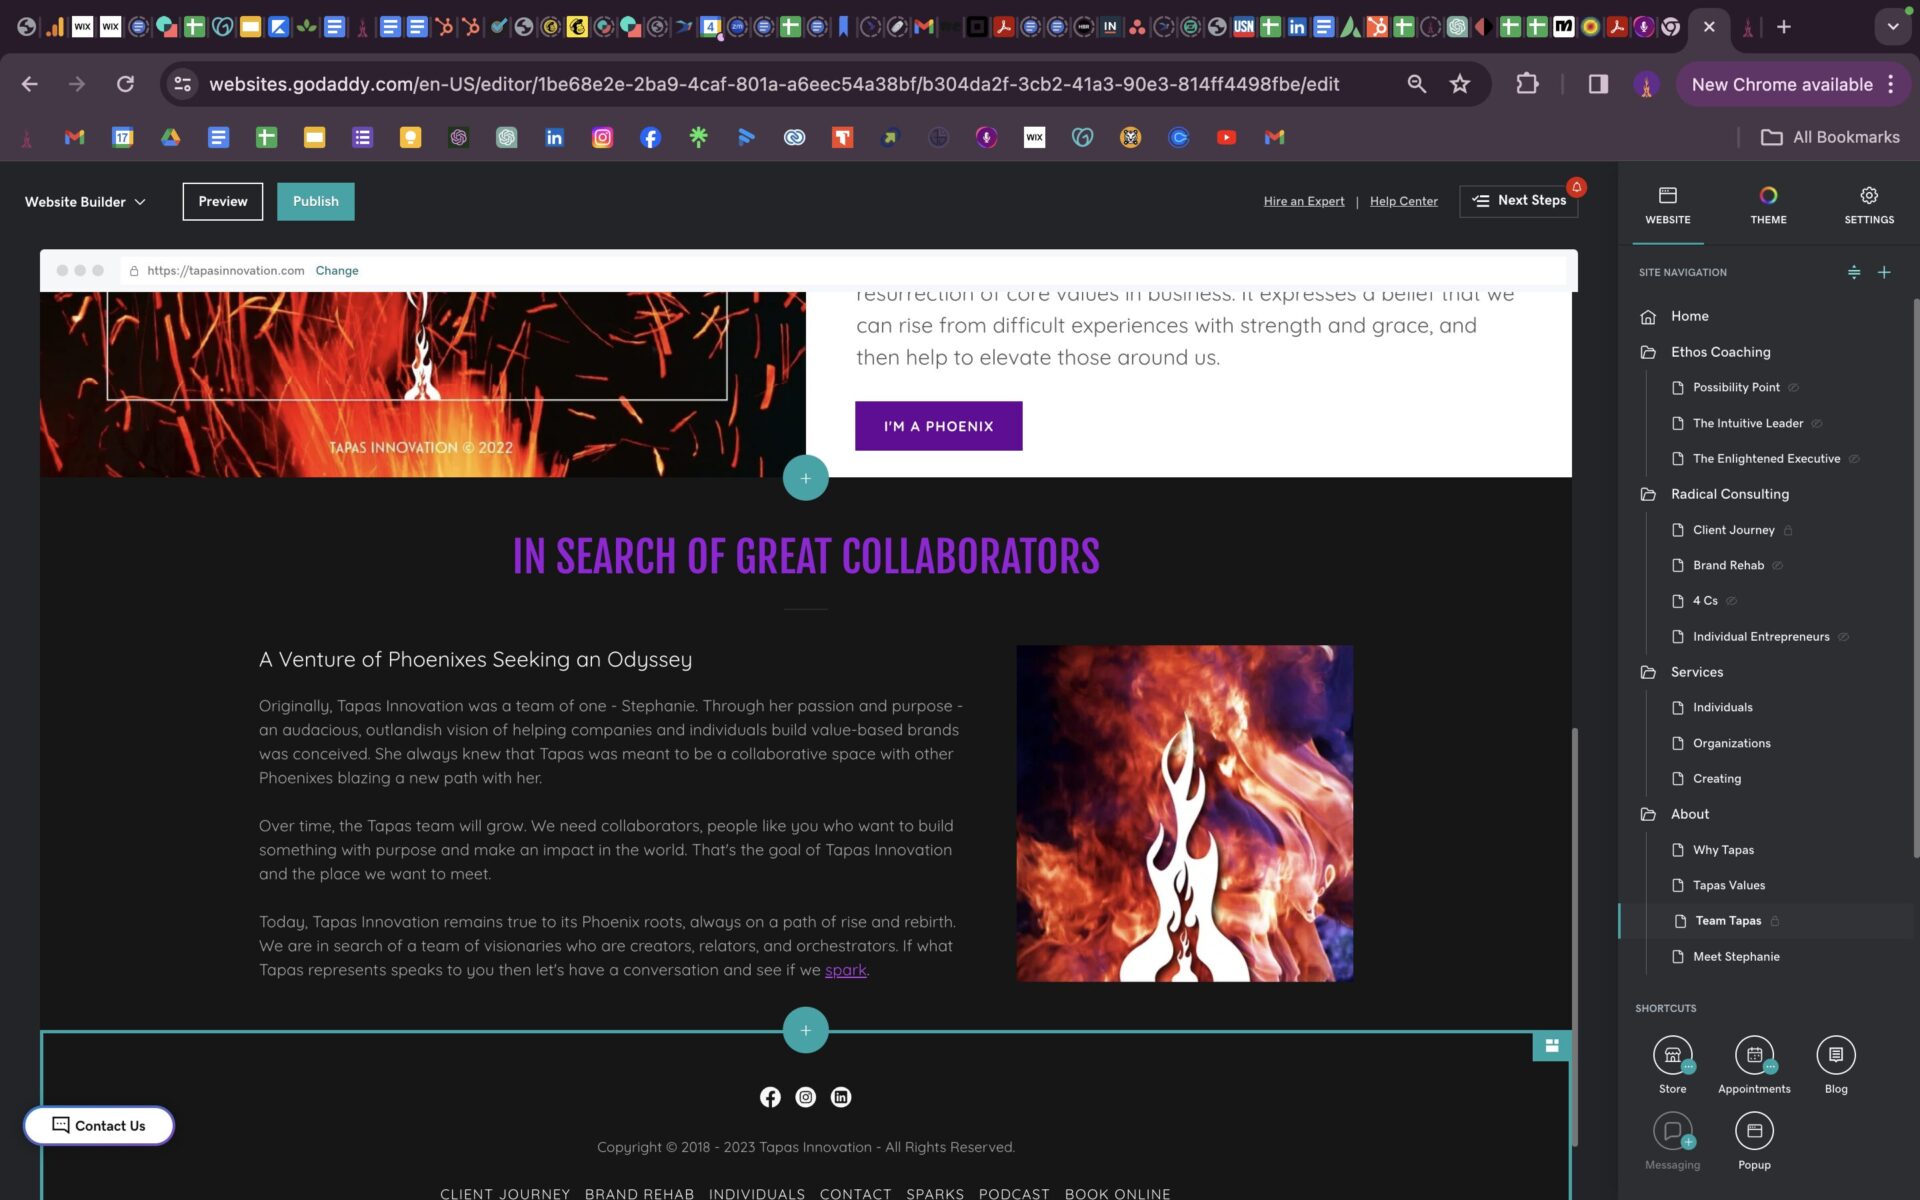 websites.godaddy.com/en-US/editor/1be68e2e-2ba9-4caf-801a-a6eec54a38bf/b304da2f-3cb2-41a3-90e3-814ff4498fbe/edit
New Chrome available
All Bookmarks
Website Builder
Preview
Publish
Hire an Expert | Help Center
Next Steps
WEBSITE
THEME
SETTINGS
https://tapasinnovation.com Change
resurrection of core values in business. It expresses a belief that we
can rise from difficult experiences with strength and grace, and
then help to elevate those around us.
I'M A PHOENIX
TAPAS INNOVATION © 2022
IN SEARCH OF GREAT COLLABORATORS
A Venture of Phoenixes Seeking an Odyssey
Originally, Tapas Innovation was a team of one - Stephanie. Through her passion and purpose -
an audacious, outlandish vision of helping companies and individuals build value-based brands
was conceived. She always knew that Tapas was meant to be a collaborative space with other
Phoenixes blazing a new path with her.
Over time, the Tapas team will grow. We need collaborators, people like you who want to build
something with purpose and make an impact in the world. That's the goal of Tapas Innovation
and the place we want to meet.
Today, Tapas Innovation remains true to its Phoenix roots, always on a path of rise and rebirth.
We are in search of a team of visionaries who are creators, relators, and orchestrators. If what
Tapas represents speaks to you then let's have a conversation and see if we spark.
Contact Us
Copyright © 2018 - 2023 Tapas Innovation - All Rights Reserved.
CLIENT JOURNEY BRAND REHAB INDIVIDUALS CONTACT SPARKS PODCAST BOOK ONLINE
SITE NAVIGATION
Home
Ethos Coaching
Possibility Point
The Intuitive Leader
The Enlightened Executive
Radical Consulting
Client Journey
Brand Rehab
4 Cs
Individual Entrepreneurs
Services
Individuals
Organizations
Creating
About
Why Tapas
Tapas Values
Team Tapas
Meet Stephanie
SHORTCUTS
Store
Appointments
Blog
Messaging
Popup